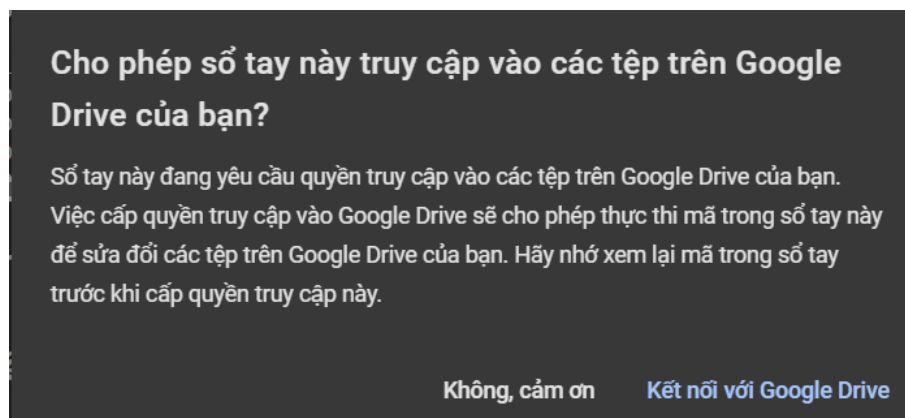 Cho phép sổ tay này truy cập vào các tệp trên Google
Drive của bạn?
Sổ tay này đang yêu cầu quyền truy cập vào các tệp trên Google Drive của bạn.
Việc cấp quyền truy cập vào Google Drive sẽ cho phép thực thi mã trong sổ tay này
để sửa đổi các tệp trên Google Drive của bạn. Hãy nhớ xem lại mã trong sổ tay
trước khi cấp quyền truy cập này.
Không, cảm ơn
Kết nối với Google Drive